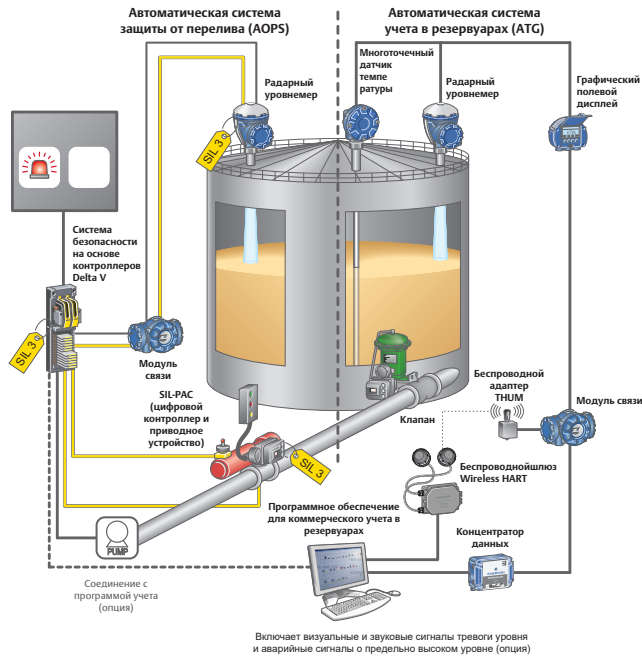 Автоматическая система
защиты от перелива (AOPS)
Автоматическая система
учета в резервуарах (ATG)
Радарный
уровнемер
Многоточечный
датчик
темпе
ратуры
Радарный
уровнемер
Графический
полевой
дисплей
SIL 3
Система
безопасности
на основе
контроллеров
Delta V
SIL 3
Модуль
связи
SIL-PAC
(цифровой
контроллер и
приводное
устройство)
SIL 3
Клапан
Беспроводной
адаптер
THUM
Модуль связи
Беспроводнойшлюз
Wireless HART
PUMP
Программное обеспечение
для коммерческого учета в
резервуарах
Концентратор
данных
Соединение с
программой учета
(опция)
Включает визуальные и звуковые сигналы тревоги уровня
и аварийные сигналы о предельно высоком уровне (опция)